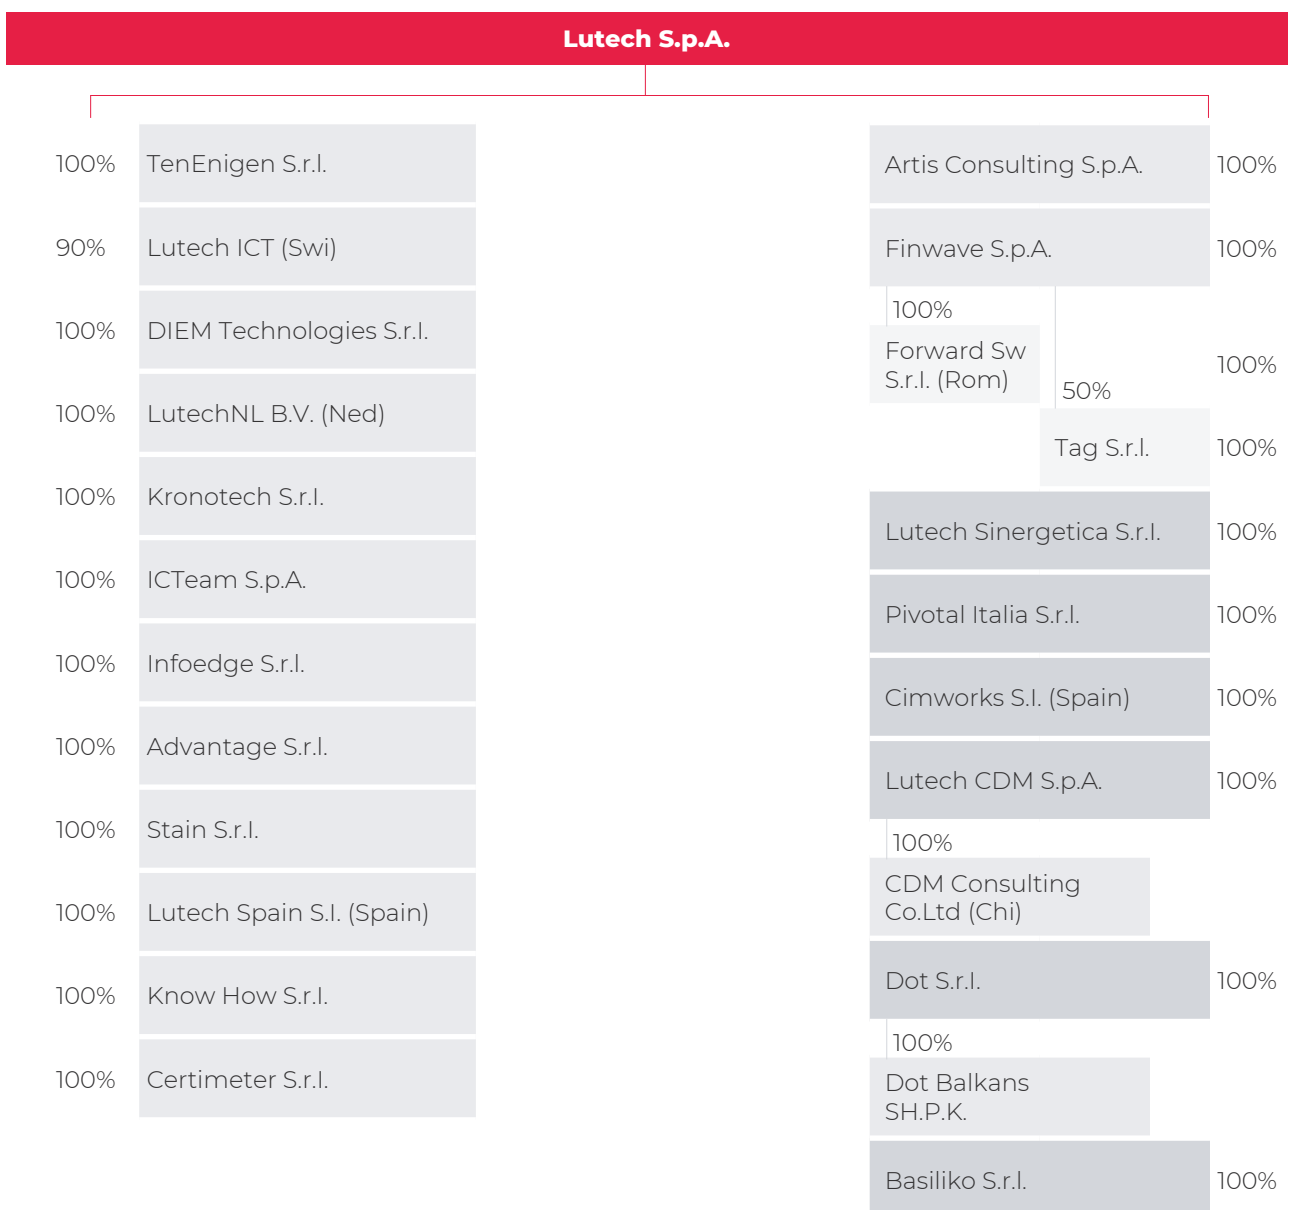 Lutech S.p.A.
100% TenEnigen S.r.l.
90% Lutech ICT (Swi)
100% DIEM Technologies S.r.l.
100% LutechNL B.V. (Ned)
100% Kronotech S.r.l.
100% ICTeam S.p.A.
100% Infoedge S.r.l.
100% Advantage S.r.l.
100% Stain S.r.l.
100% Lutech Spain S.l. (Spain)
100% Know How S.r.l.
100% Certimeter S.r.l.
Artis Consulting S.p.A. 100%
Finwave S.p.A. 100%
100%
Forward Sw
S.r.l. (Rom)
100%
50%
Tag S.r.l. 100%
Lutech Sinergetica S.r.l. 100%
Pivotal Italia S.r.l. 100%
Cimworks S.l. (Spain) 100%
Lutech CDM S.p.A. 100%
100%
CDM Consulting
Co.Ltd (Chi)
Dot S.r.l. 100%
100%
Dot Balkans
SH.P.K.
Basiliko S.r.l. 100%